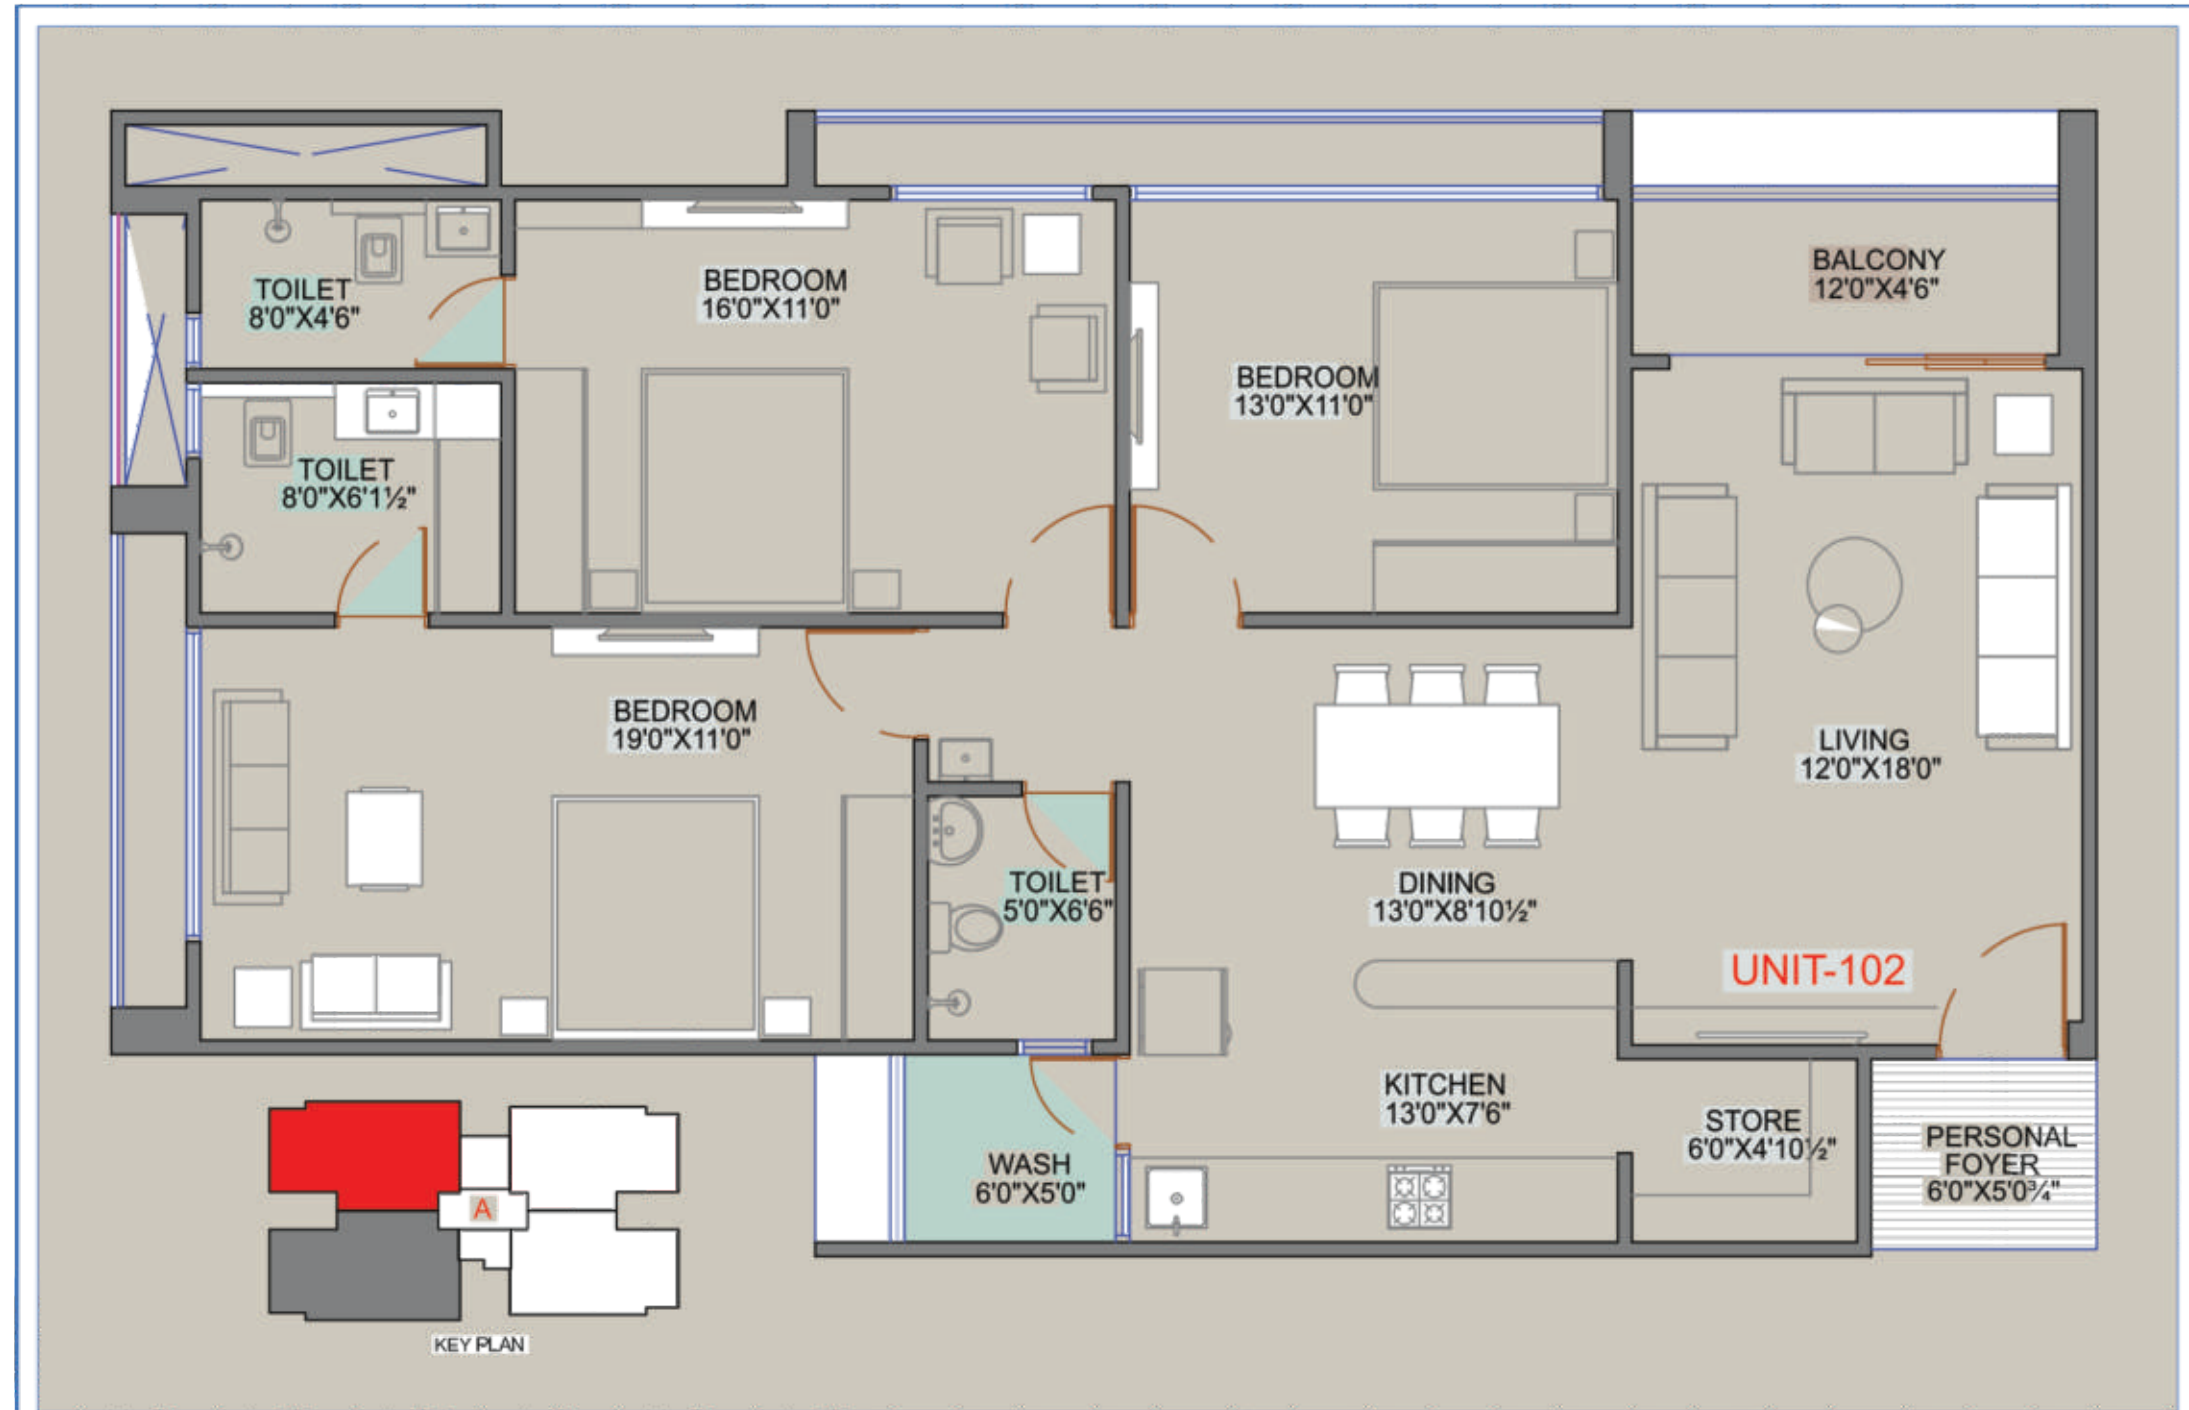 TOILET
8'0"X4'6"
BEDROOM
16'0"X11'0"
BEDROOM
13'0"X11'0"
BALCONY
12'0"X4'6"
TOILET
8'0"X6'1½"
BEDROOM
19'0"X11'0"
LIVING
12'0"X18'0"
TOILET
5'0"X6'6"
DINING
13'0"X8'10½"
UNIT-102
KITCHEN
13'0"X7'6"
STORE
6'0"X4'10½"
PERSONAL
FOYER
6'0"X5'0¾"
WASH
6'0"X5'0"
A
KEY PLAN